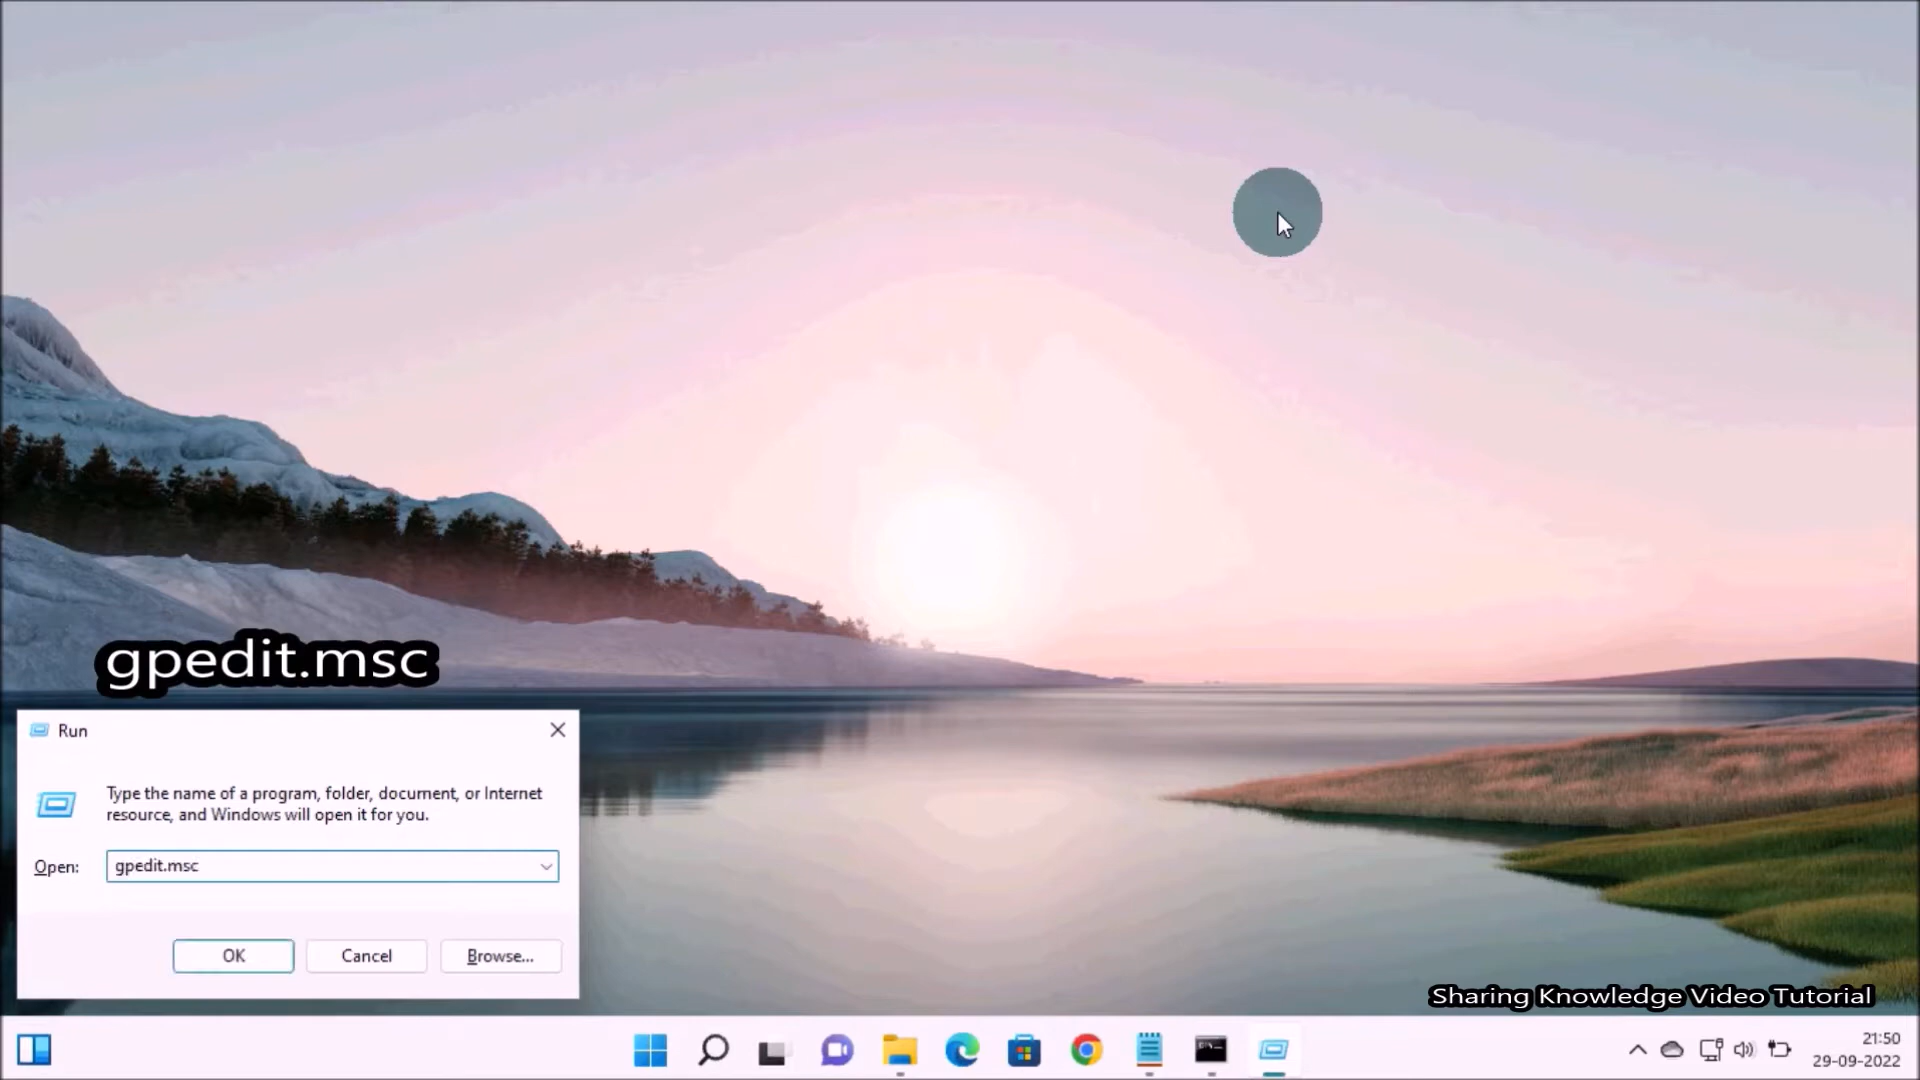 gpedit.msc
Run
Type the name of a program, folder, document, or Internet
resource, and Windows will open it for you.
Open: gpedit.msc
OK Cancel Browse...
Sharing Knowledge Video Tutorial
21:50
29-09-2022